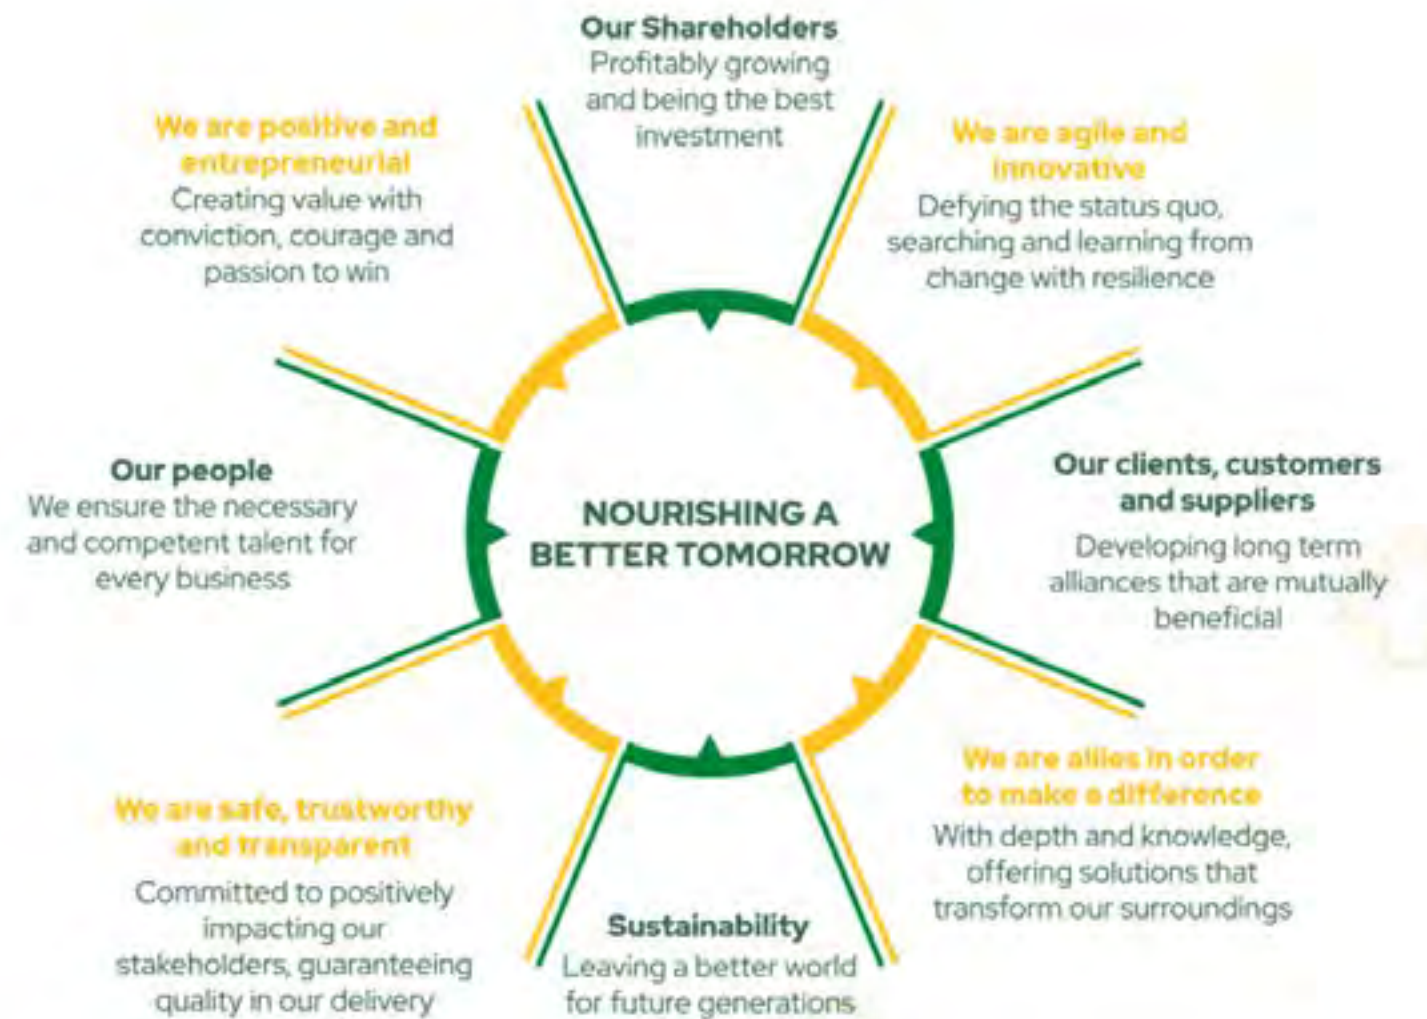 Our Shareholders
Profitably growing
and being the best
investment
We are agile and
innovative
Defying the status quo,
searching and learning from
change with resilience
Our clients, customers
and suppliers
Developing long term
alliances that are mutually
beneficial
We are allies in order
to make a difference
With depth and knowledge,
offering solutions that
transform our surroundings
Sustainability
Leaving a better world
for future generations
We are safe, trustworthy
and transparent
Committed to positively
impacting our
stakeholders, guaranteeing
quality in our delivery
Our people
We ensure the necessary
and competent talent for
every business
We are positive and
entrepreneurial
Creating value with
conviction, courage and
passion to win
NOURISHING A
BETTER TOMORROW